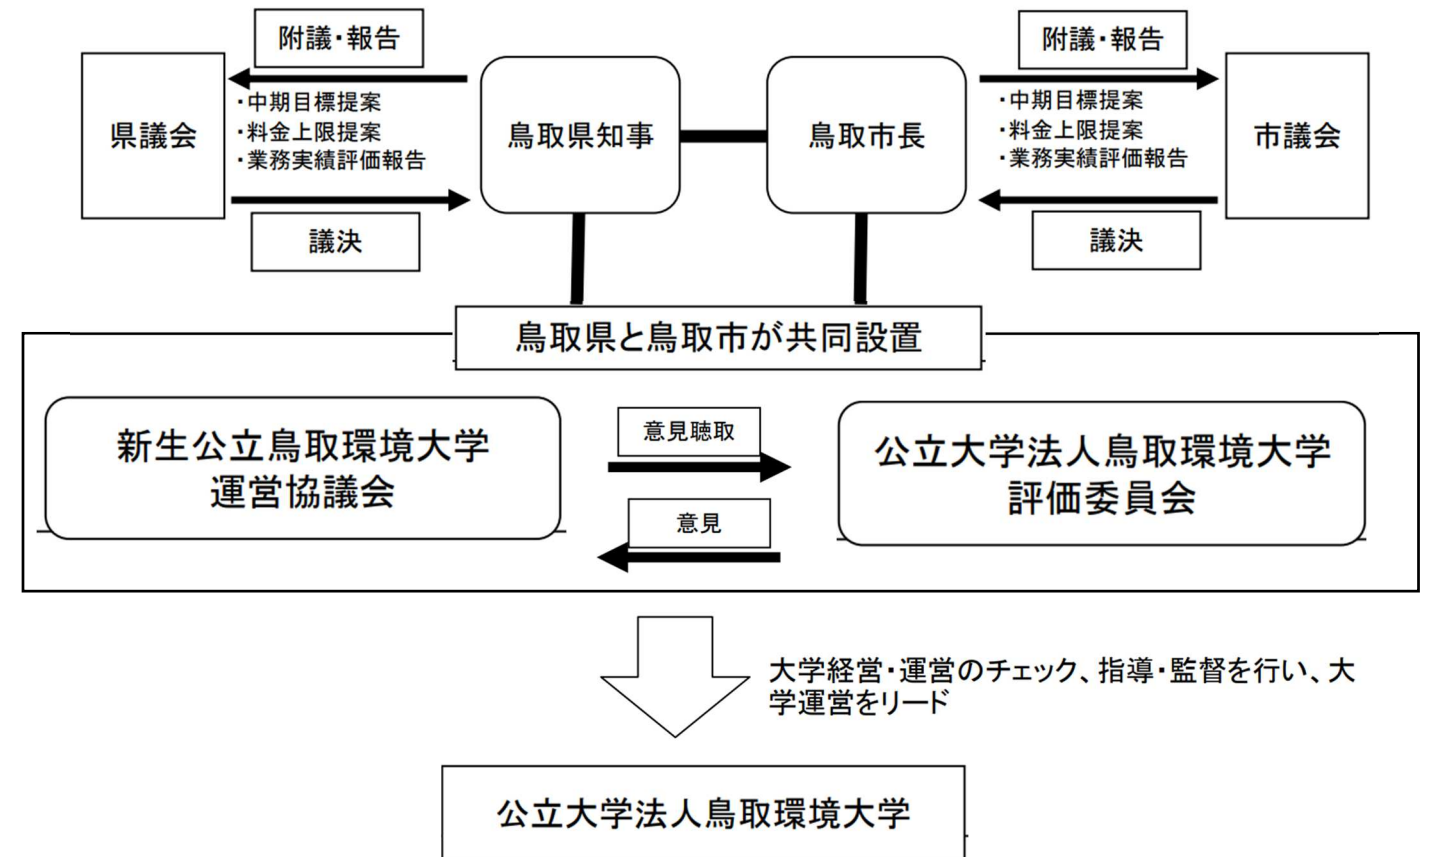 附議・報告
附議・報告
県議会
・中期目標提案
・料金上限提案
・業務実績評価報告
鳥取県知事
鳥取市長
・中期目標提案
・料金上限提案
・業務実績評価報告
市議会
議決
議決
鳥取県と鳥取市が共同設置
新生公立鳥取環境大学
運営協議会
意見聴取
意見
公立大学法人鳥取環境大学
評価委員会
大学経営・運営のチェック、指導・監督を行い、大
学運営をリード
公立大学法人鳥取環境大学